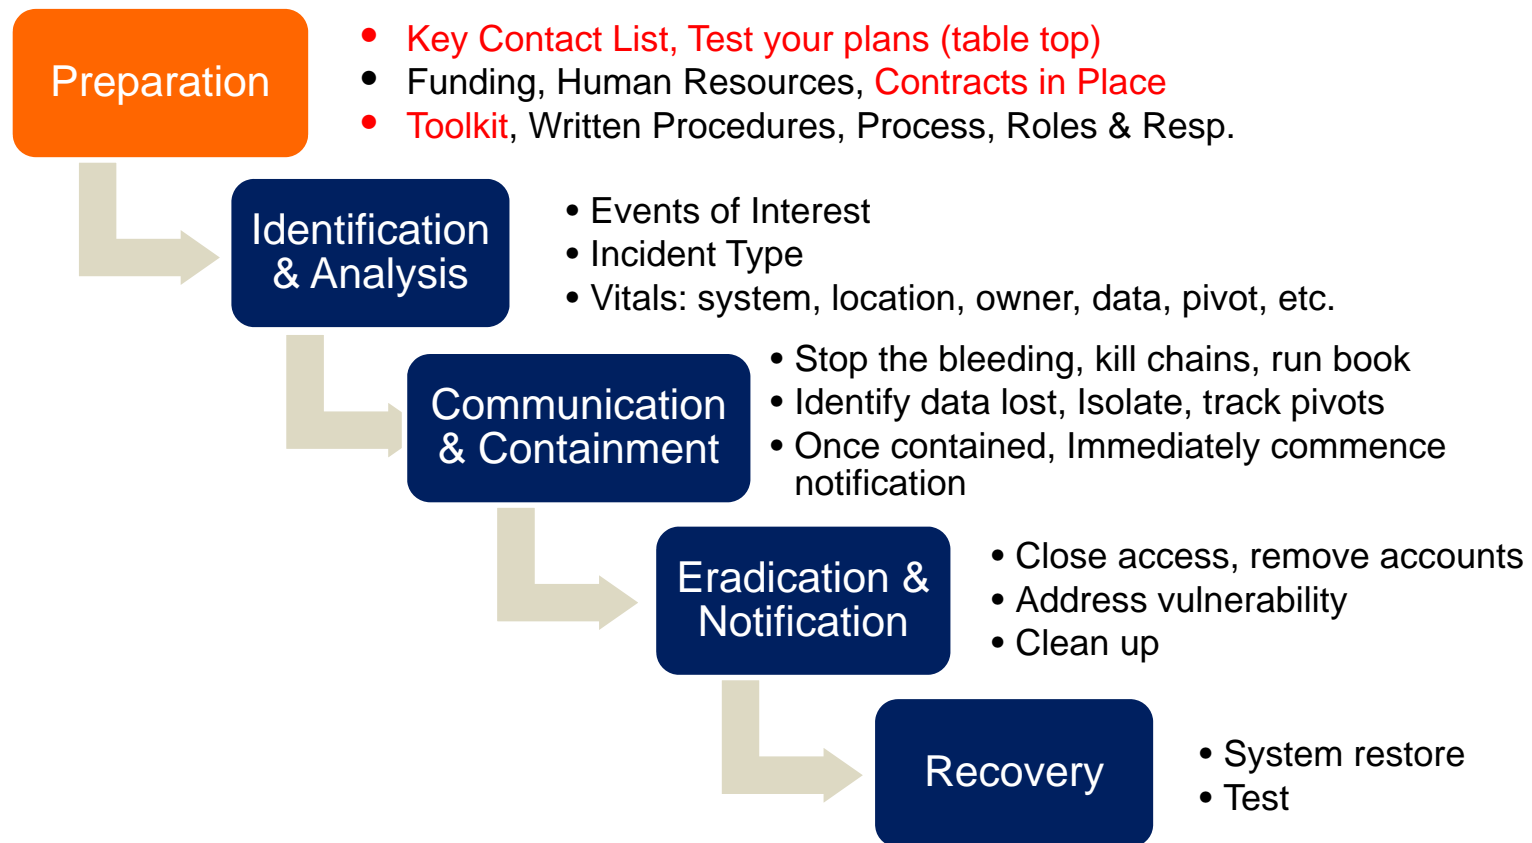 Preparation
• Key Contact List, Test your plans (table top)
• Funding, Human Resources, Contracts in Place
• Toolkit, Written Procedures, Process, Roles & Resp.
Identification
& Analysis
• Events of Interest
• Incident Type
• Vitals: system, location, owner, data, pivot, etc.
Communication
& Containment
• Stop the bleeding, kill chains, run book
• Identify data lost, Isolate, track pivots
• Once contained, Immediately commence
notification
Eradication &
Notification
• Close access, remove accounts
• Address vulnerability
• Clean up
Recovery
• System restore
• Test